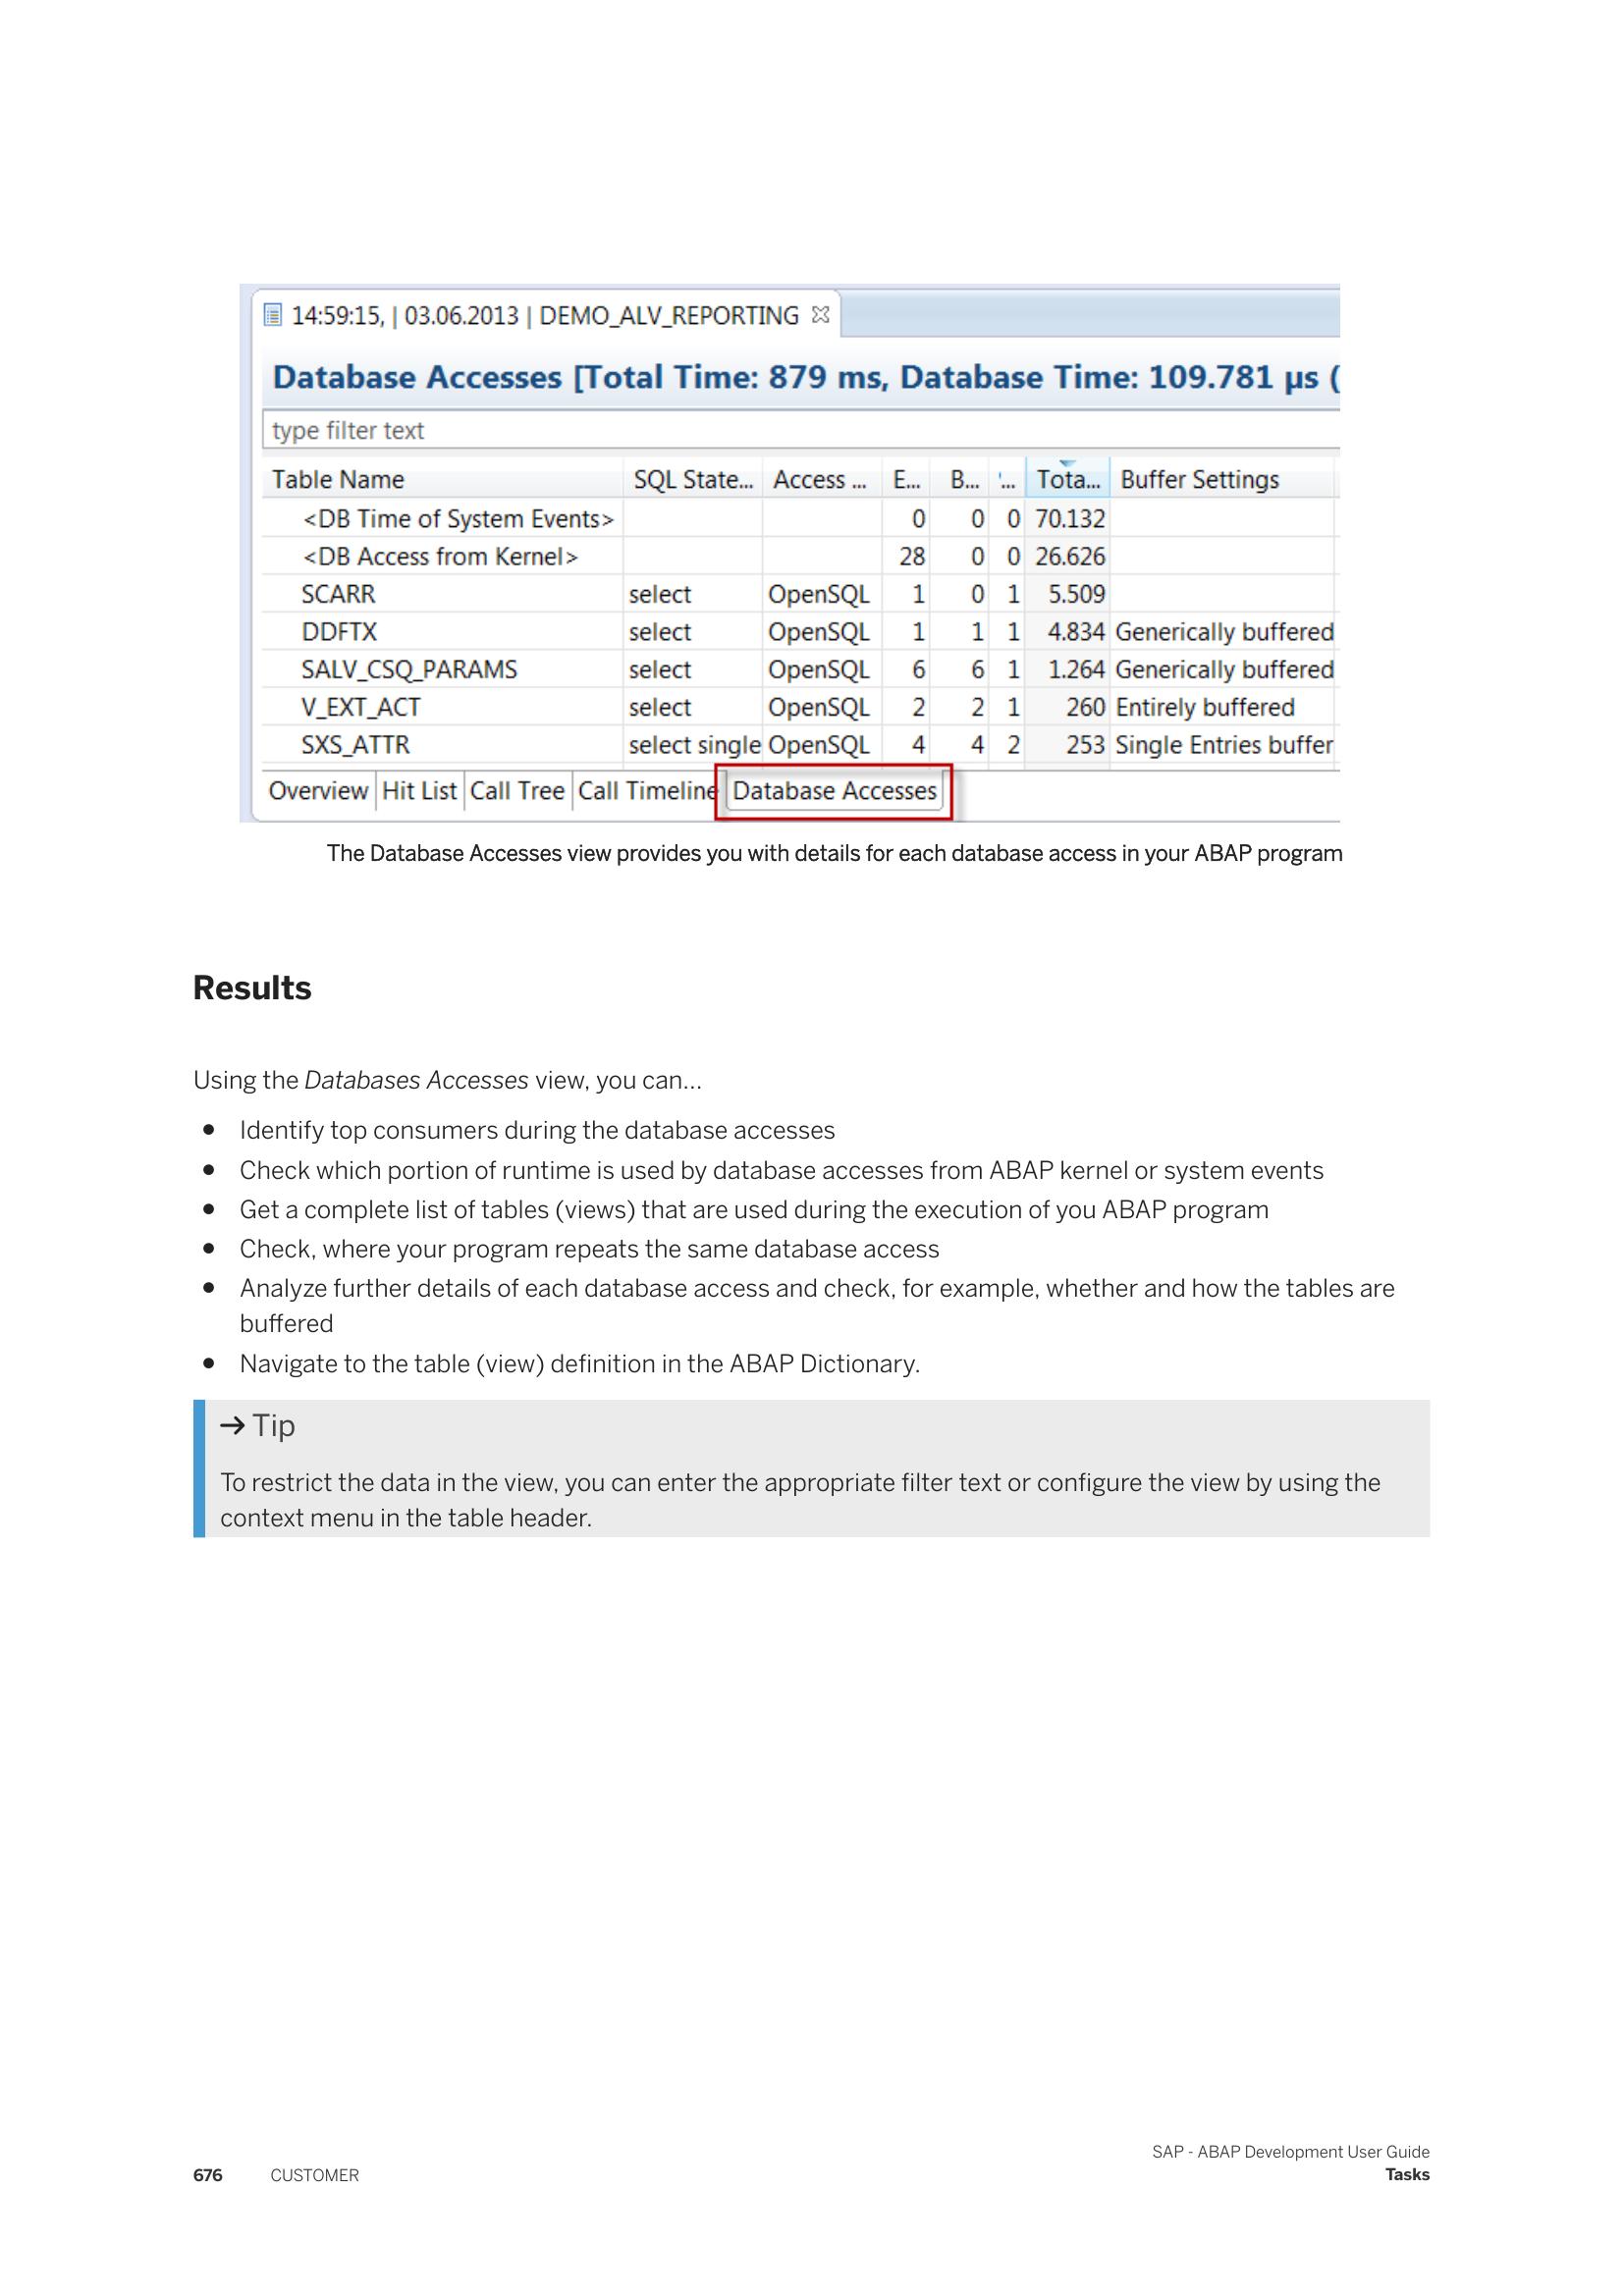 14:59:15, | 03.06.2013 | DEMO_ALV_REPORTING
Database Accesses [Total Time: 879 ms, Database Time: 109.781 µs (
type filter text
Table Name SQL State... Access ... E... B... '... Tota... Buffer Settings
<DB Time of System Events> 0 0 0 70.132
<DB Access from Kernel> 28 0 0 26.626
SCARR select OpenSQL 1 0 1 5.509
DDFTX select OpenSQL 1 1 1 4.834 Generically buffered
SALV_CSQ_PARAMS select OpenSQL 6 6 1 1.264 Generically buffered
V_EXT_ACT select OpenSQL 2 2 1 260 Entirely buffered
SXS_ATTR select single OpenSQL 4 4 2 253 Single Entries buffer
Overview Hit List Call Tree Call Timeline Database Accesses
The Database Accesses view provides you with details for each database access in your ABAP program
Results
Using the Databases Accesses view, you can...
● Identify top consumers during the database accesses
● Check which portion of runtime is used by database accesses from ABAP kernel or system events
● Get a complete list of tables (views) that are used during the execution of you ABAP program
● Check, where your program repeats the same database access
● Analyze further details of each database access and check, for example, whether and how the tables are
buffered
● Navigate to the table (view) definition in the ABAP Dictionary.
→ Tip
To restrict the data in the view, you can enter the appropriate filter text or configure the view by using the
context menu in the table header.
SAP - ABAP Development User Guide
676 CUSTOMER Tasks